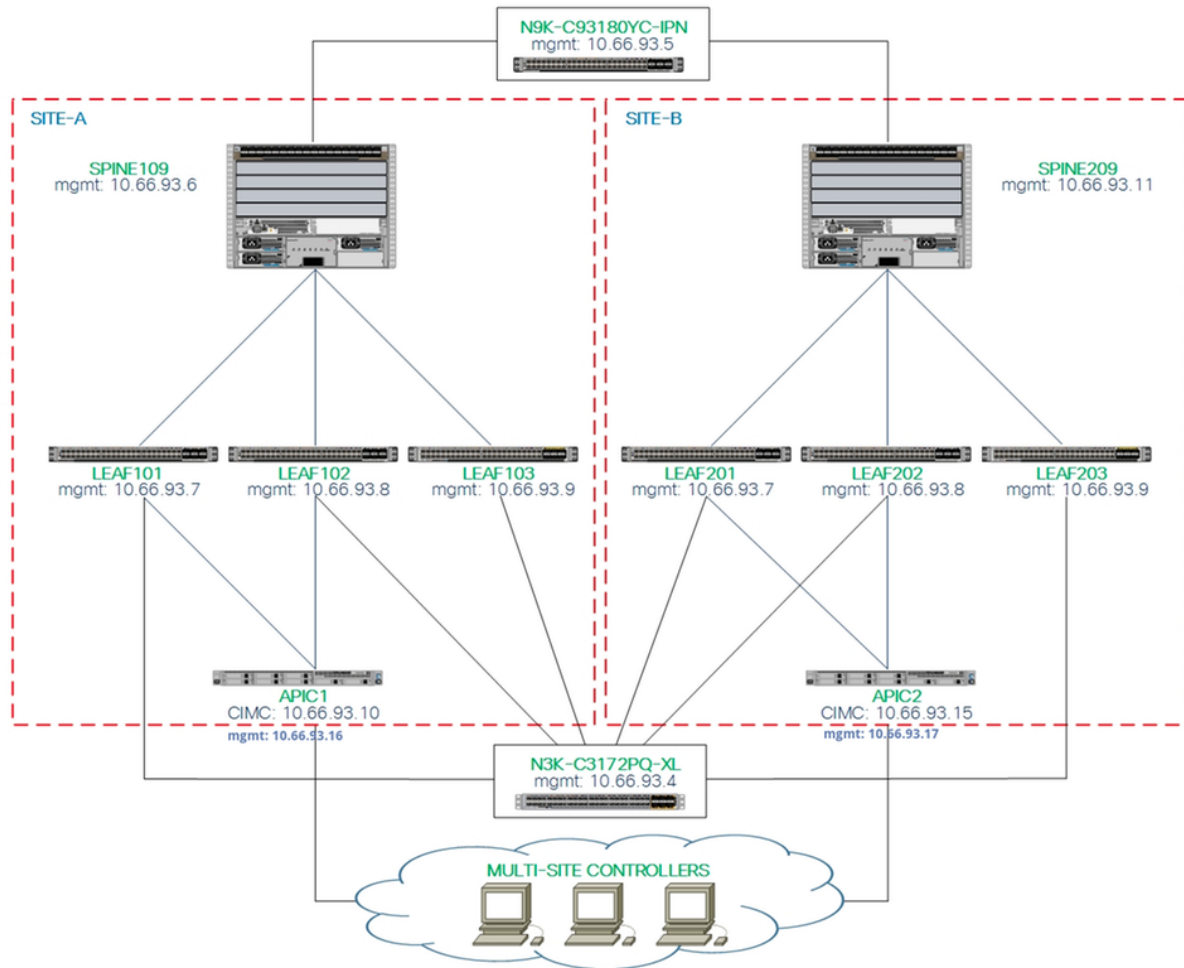 N9K-C93180YC-IPN
mgmt: 10.66.93.5
SITE-A
SITE-B
SPINE109
mgmt: 10.66.93.6
SPINE209
mgmt: 10.66.93.11
LEAF101
mgmt: 10.66.93.7
LEAF102
mgmt: 10.66.93.8
LEAF103
mgmt: 10.66.93.9
LEAF201
mgmt: 10.66.93.7
LEAF202
mgmt: 10.66.93.8
LEAF203
mgmt: 10.66.93.9
APIC1
CIMC: 10.66.93.10
mgmt: 10.66.93.16
APIC2
CIMC: 10.66.93.15
mgmt: 10.66.93.17
N3K-C3172PQ-XL
mgmt: 10.66.93.4
MULTI-SITE CONTROLLERS